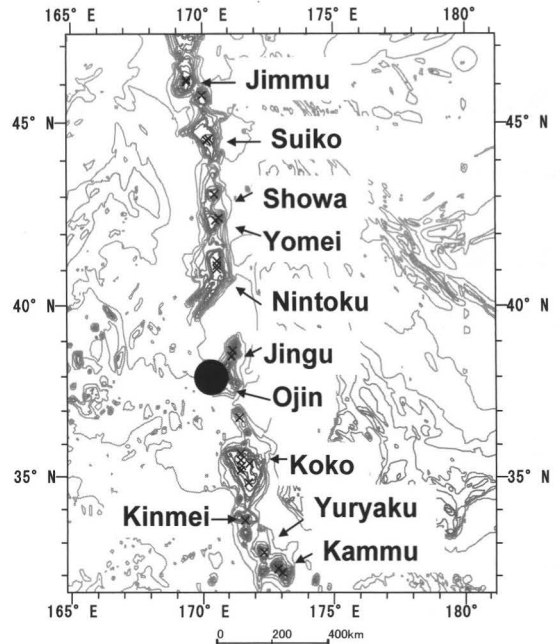 165° E 170° 175° 180°
Jimmu
45° N 45° N
Suiko
Showa
Yomei
40° N 40° N
Nintoku
Jingu
Ojin
Koko
35° N 35° N
Yuryaku
Kinmei
Kammu
165° E 170° E 175° E 180° E
0 200 400km